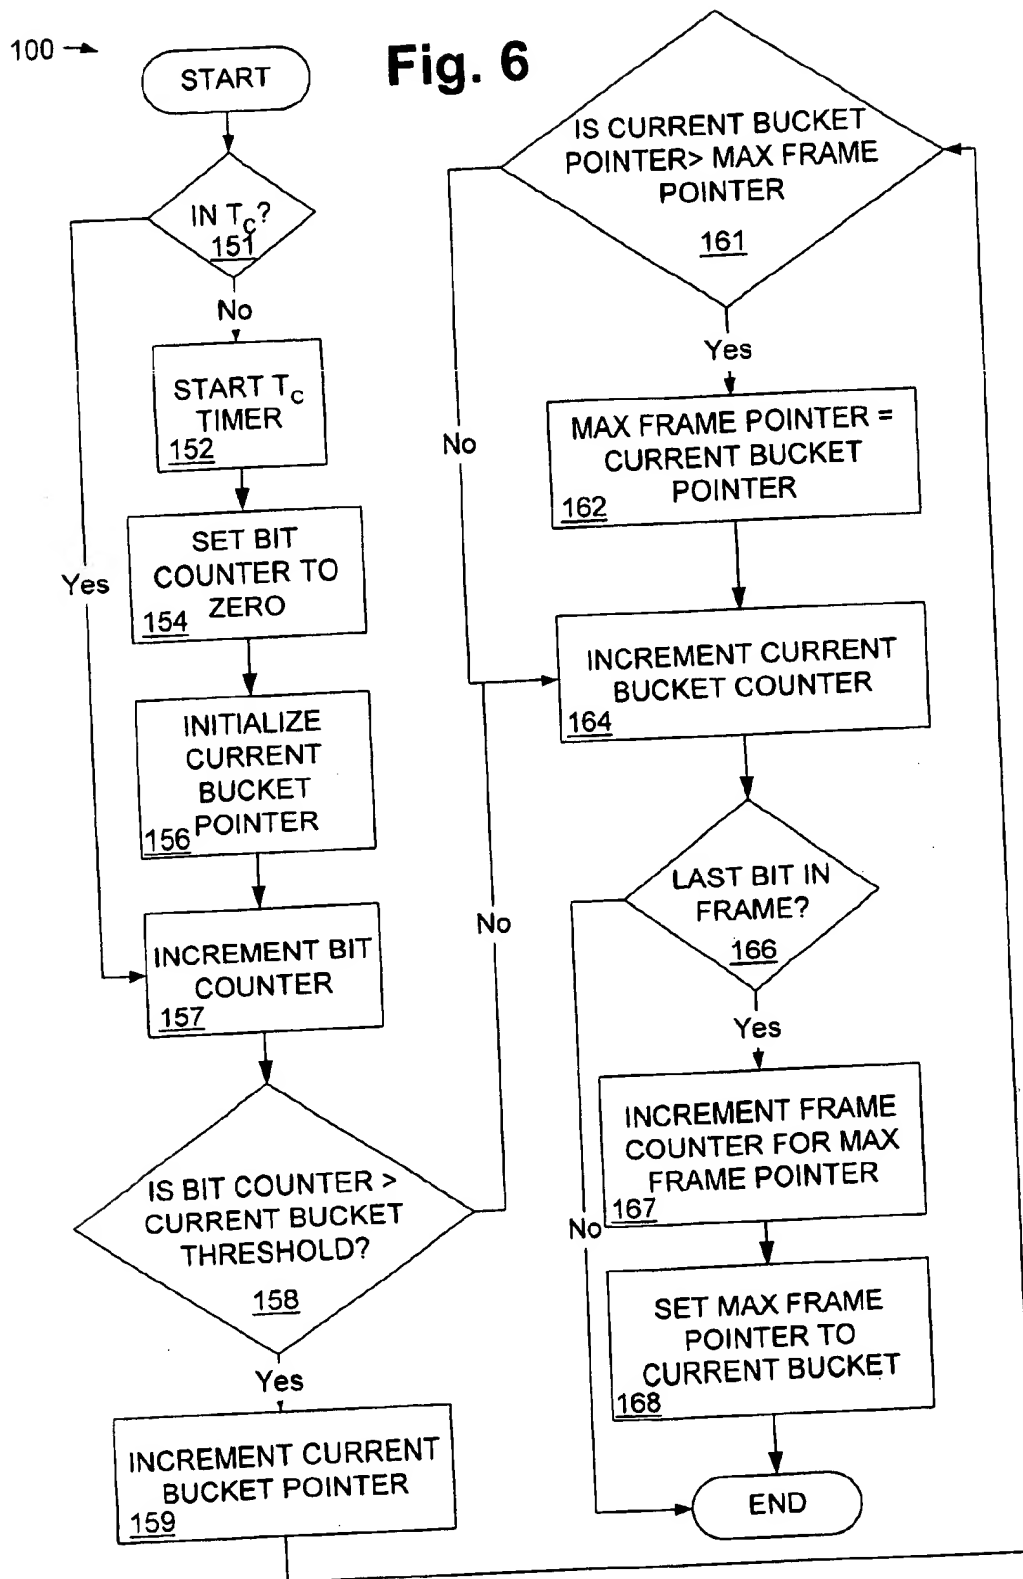 100
Fig. 6
START
IN Tc?
151
No
Yes
START Tc
TIMER
152
SET BIT
COUNTER TO
ZERO
154
INITIALIZE
CURRENT
BUCKET
POINTER
156
INCREMENT BIT
COUNTER
157
IS BIT COUNTER >
CURRENT BUCKET
THRESHOLD?
158
No
Yes
INCREMENT CURRENT
BUCKET POINTER
159
IS CURRENT BUCKET
POINTER> MAX FRAME
POINTER
161
No
Yes
MAX FRAME POINTER =
CURRENT BUCKET
POINTER
162
INCREMENT CURRENT
BUCKET COUNTER
164
LAST BIT IN
FRAME?
166
No
Yes
INCREMENT FRAME
COUNTER FOR MAX
FRAME POINTER
167
SET MAX FRAME
POINTER TO
CURRENT BUCKET
168
END